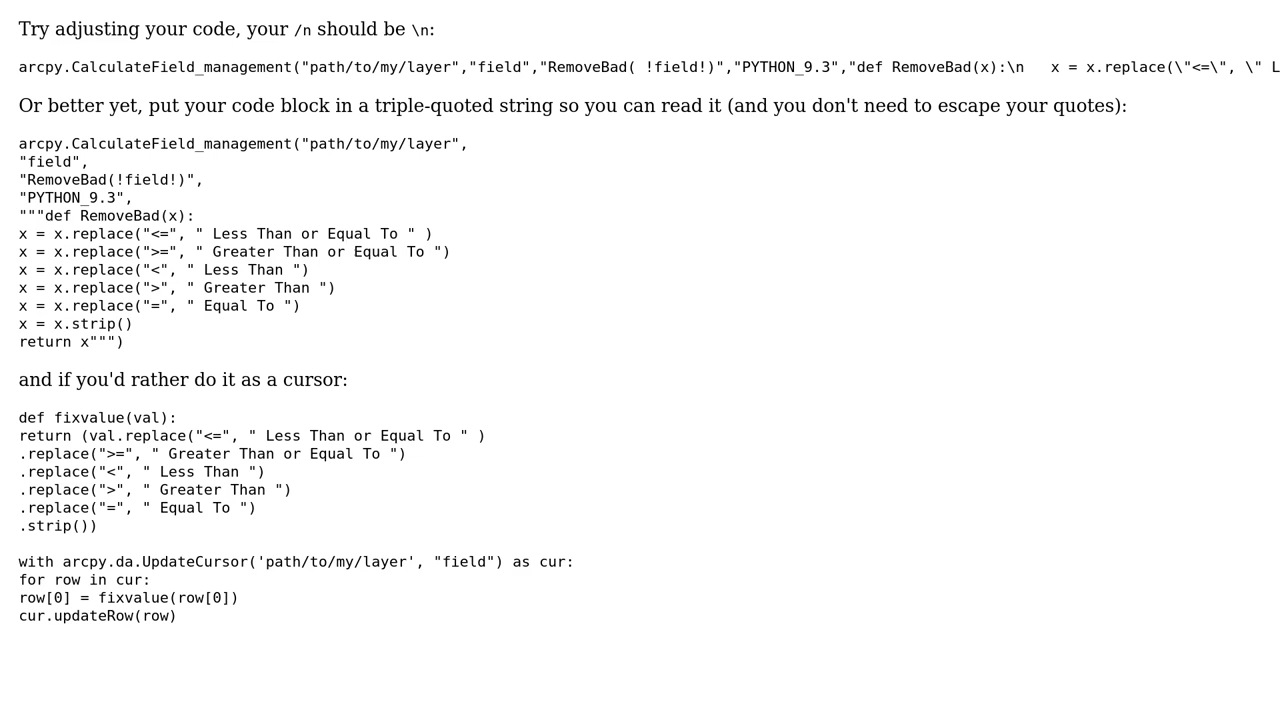 Try adjusting your code, your /n should be \n:
arcpy.CalculateField_management("path/to/my/layer","field","RemoveBad( !field!)","PYTHON_9.3","def RemoveBad(x):\n   x = x.replace(\"<=\", \" L
Or better yet, put your code block in a triple-quoted string so you can read it (and you don't need to escape your quotes):
arcpy.CalculateField_management("path/to/my/layer",
"field",
"RemoveBad(!field!)",
"PYTHON_9.3",
"""def RemoveBad(x):
x = x.replace("<=", " Less Than or Equal To " )
x = x.replace(">=", " Greater Than or Equal To ")
x = x.replace("<", " Less Than ")
x = x.replace(">", " Greater Than ")
x = x.replace("=", " Equal To ")
x = x.strip()
return x""")
and if you'd rather do it as a cursor:
def fixvalue(val):
return (val.replace("<=", " Less Than or Equal To " )
.replace(">=", " Greater Than or Equal To ")
.replace("<", " Less Than ")
.replace(">", " Greater Than ")
.replace("=", " Equal To ")
.strip())
with arcpy.da.UpdateCursor('path/to/my/layer', "field") as cur:
for row in cur:
row[0] = fixvalue(row[0])
cur.updateRow(row)